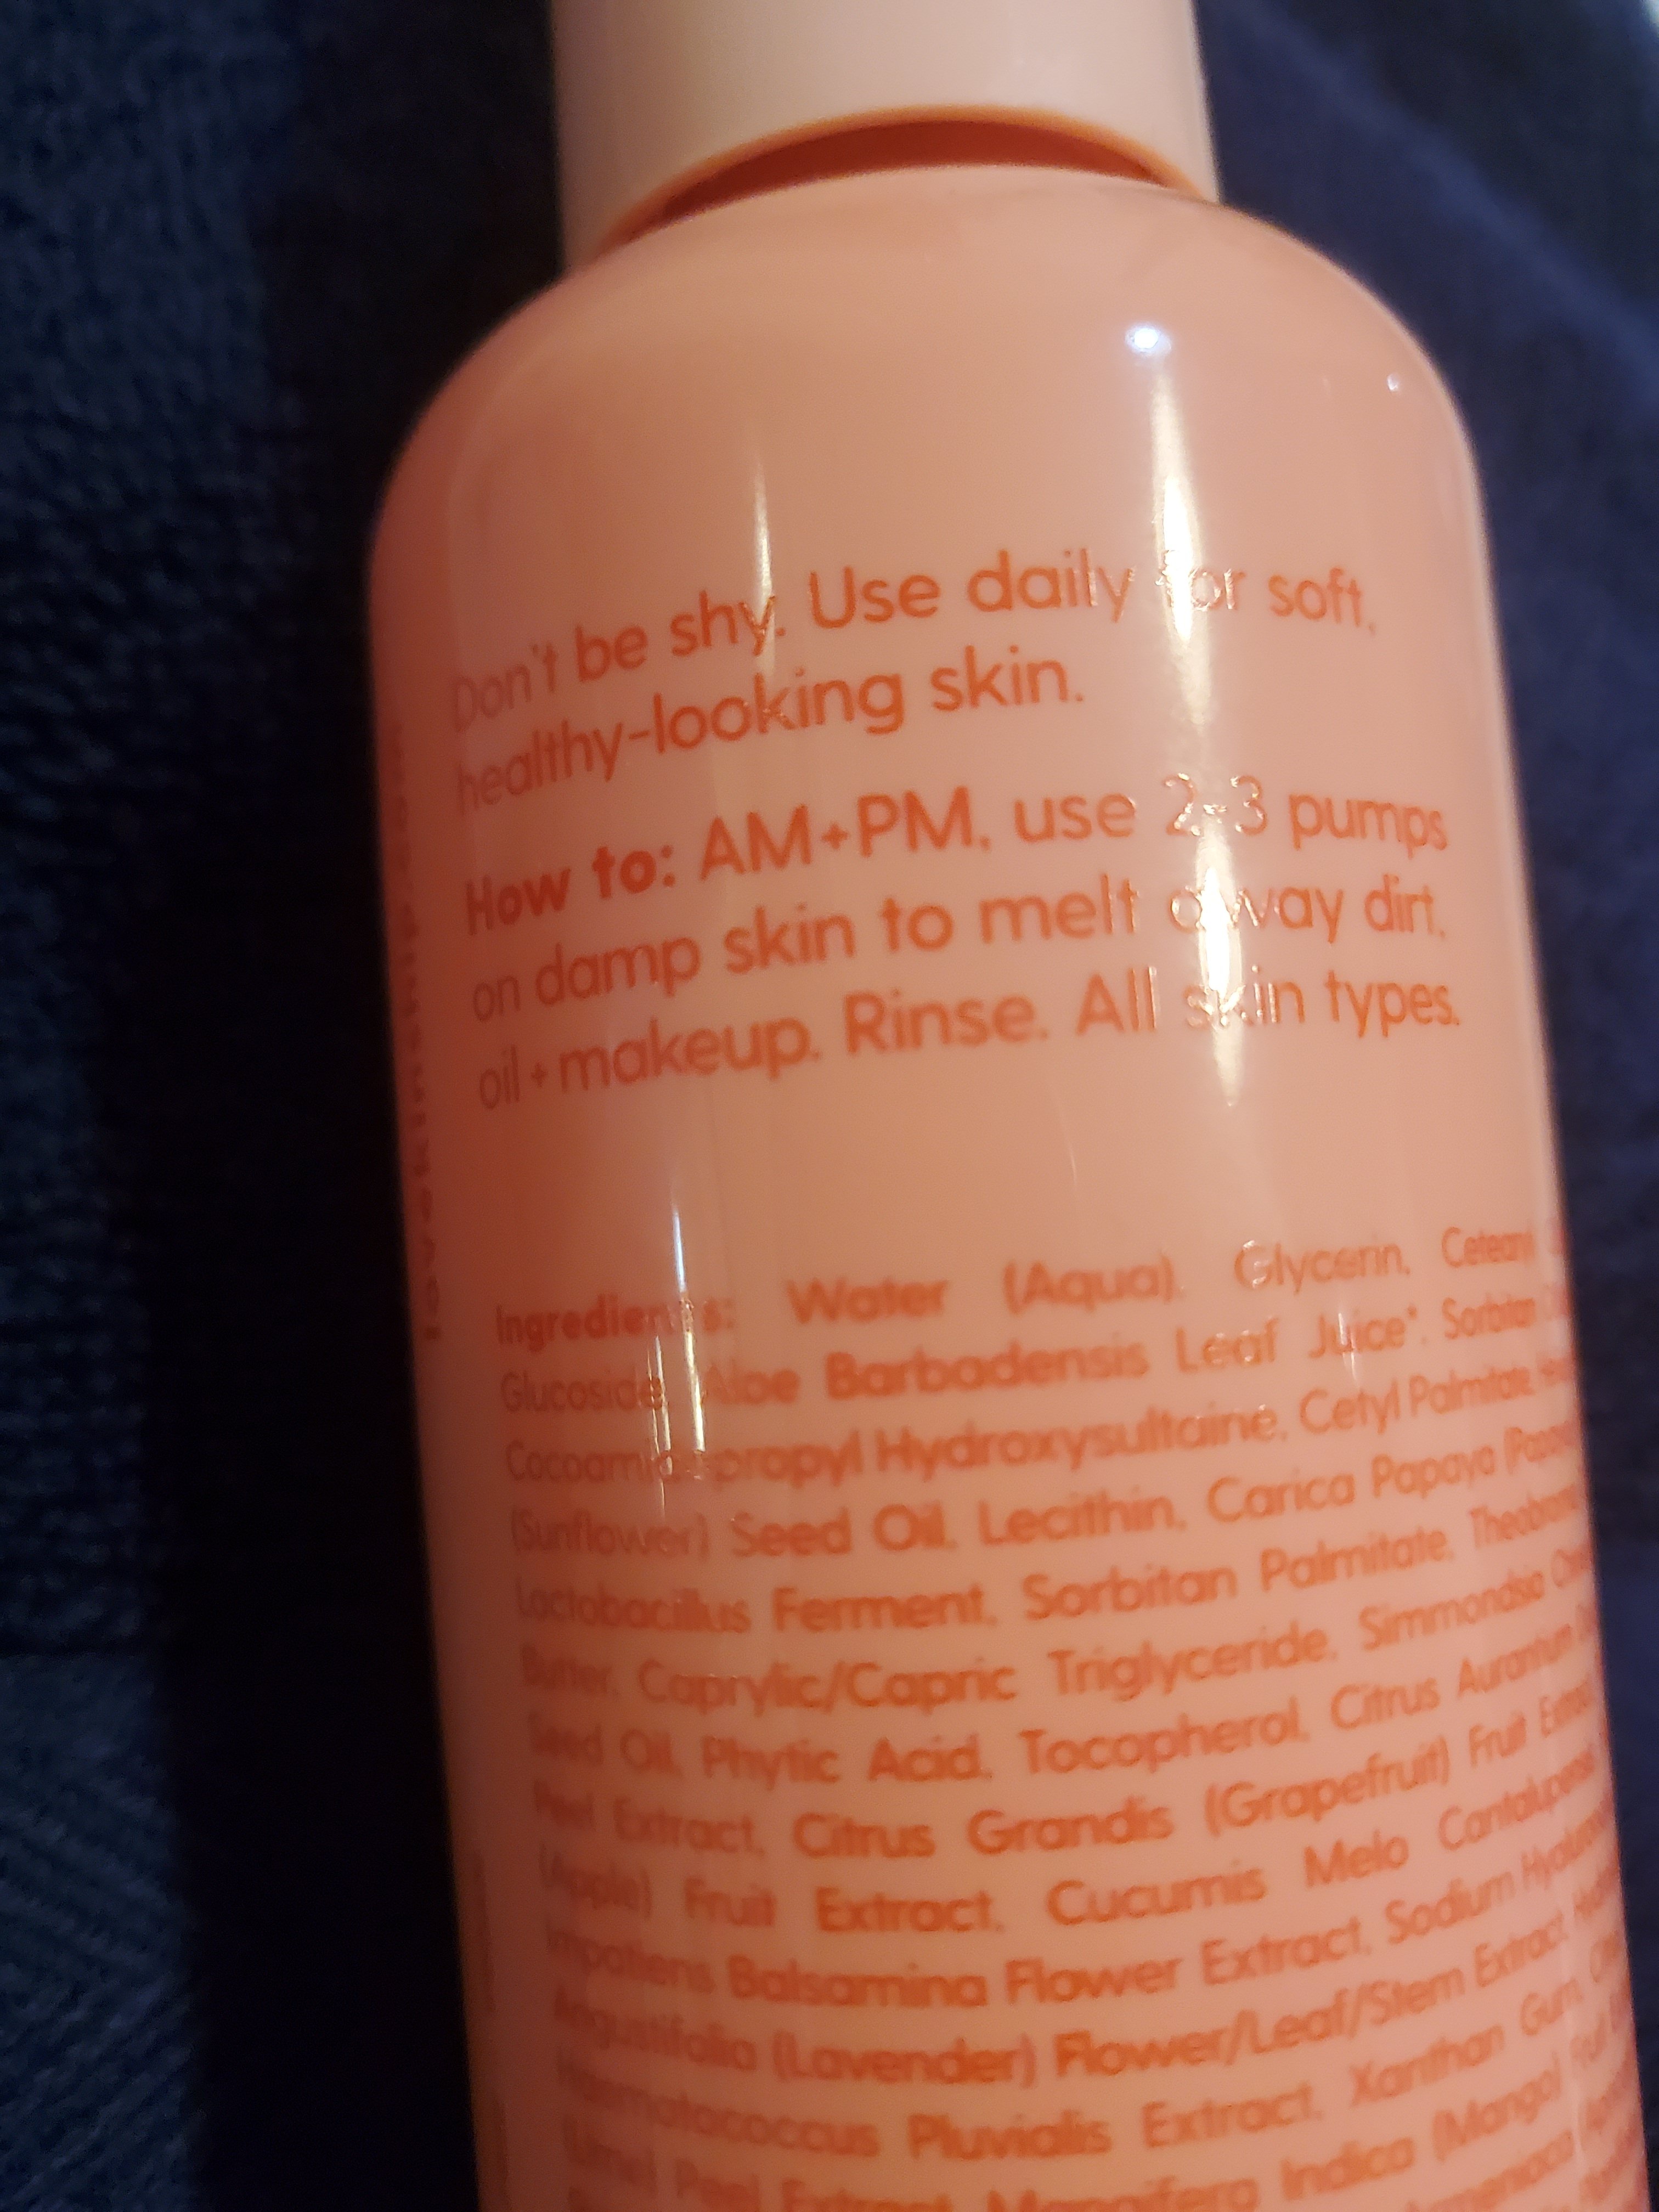 Don't be shy. Use daily for soft,
healthy-looking skin.
How to: AM+PM, use 2-3 pumps
on damp skin to melt away dirt,
oil + makeup. Rinse. All skin types.
Ingredients: Water (Aqua), Glycerin,
Glucoside, Aloe Barbadensis Leaf Juice*, Sorbitan
Cocoamidopropyl Hydroxysultaine, Cetyl Palmitate,
(Sunflower) Seed Oil, Lecithin, Carica Papaya
Lactobacillus Ferment, Sorbitan Palmitate,
Butter, Caprylic/Capric Triglyceride, Simmondsia
Seed Oil, Phytic Acid, Tocopherol, Citrus
Peel Extract, Citrus Grandis (Grapefruit) Fruit
(Apple) Fruit Extract, Cucumis Melo
Impatiens Balsamina Flower Extract, Sodium
Angustifolia (Lavender) Flower/Leaf/Stem Extract,
Haematococcus Pluvialis Extract, Xanthan Gum,
(Lime) Peel Extract, Mangifera Indica (Mango)